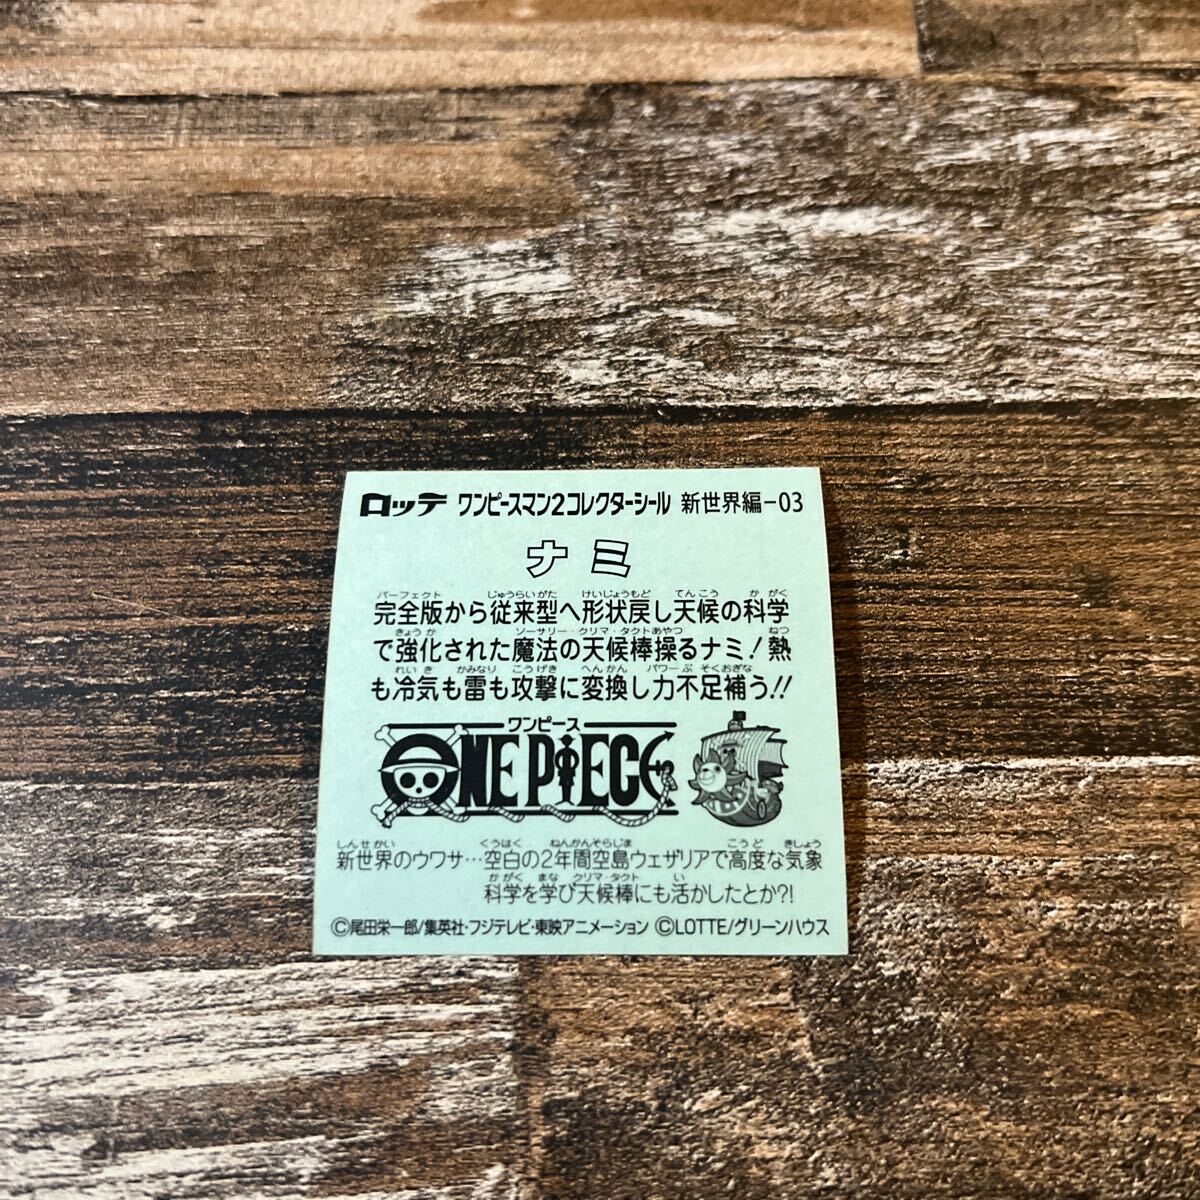 ロッテ ワンピースマン2コレクターシール 新世界編-03
ナミ
パーフェクト じゅうらいがた けいじょうもど てんこう かがく
完全版から従来型へ形状戻し天候の科学
きょうか ソーサリー・クリマ・タクトあやつ ねつ
で強化された魔法の天候棒操るナミ!熱
れいき かみなり こうげき へんかん パワーぶそくおぎな
も冷気も雷も攻撃に変換し力不足補う!!
ワンピース
ONE PIECE
しんせかい くうはく ねんかんそらじま こうど きしょう
新世界のウワサ…空白の2年間空島ウェザリアで高度な気象
かがく まな クリマ・タクト い
科学を学び天候棒にも活かしたとか?!
©尾田栄一郎/集英社・フジテレビ・東映アニメーション ©LOTTE/グリーンハウス